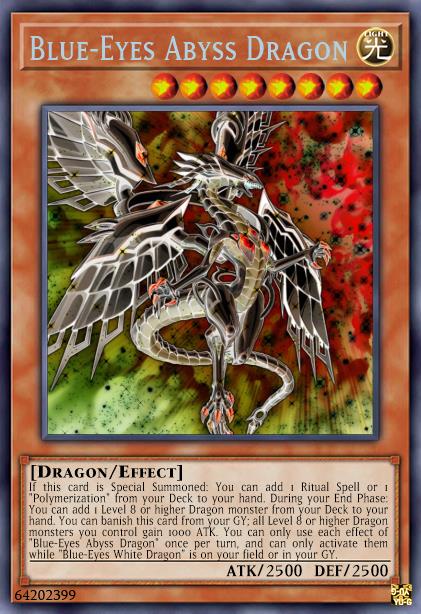 Blue-Eyes Abyss Dragon
LIGHT
光
[Dragon/Effect]
If this card is Special Summoned: You can add 1 Ritual Spell or 1
"Polymerization" from your Deck to your hand. During your End Phase:
You can add 1 Level 8 or higher Dragon monster from your Deck to your
hand. You can banish this card from your GY; all Level 8 or higher Dragon
monsters you control gain 1000 ATK. You can only use each effect of
"Blue-Eyes Abyss Dragon" once per turn, and can only activate them
while "Blue-Eyes White Dragon" is on your field or in your GY.
ATK/2500 DEF/2500
64202399